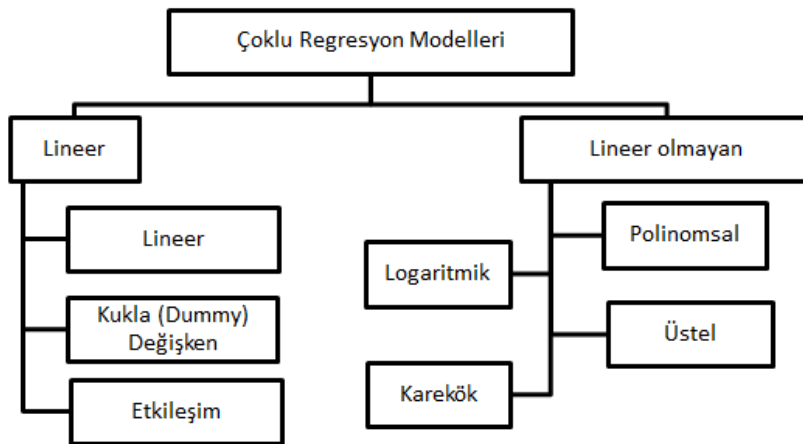 Çoklu Regresyon Modelleri
Lineer
Lineer olmayan
Lineer
Kukla (Dummy)
Değişken
Etkileşim
Logaritmik
Karekök
Polinomsal
Üstel